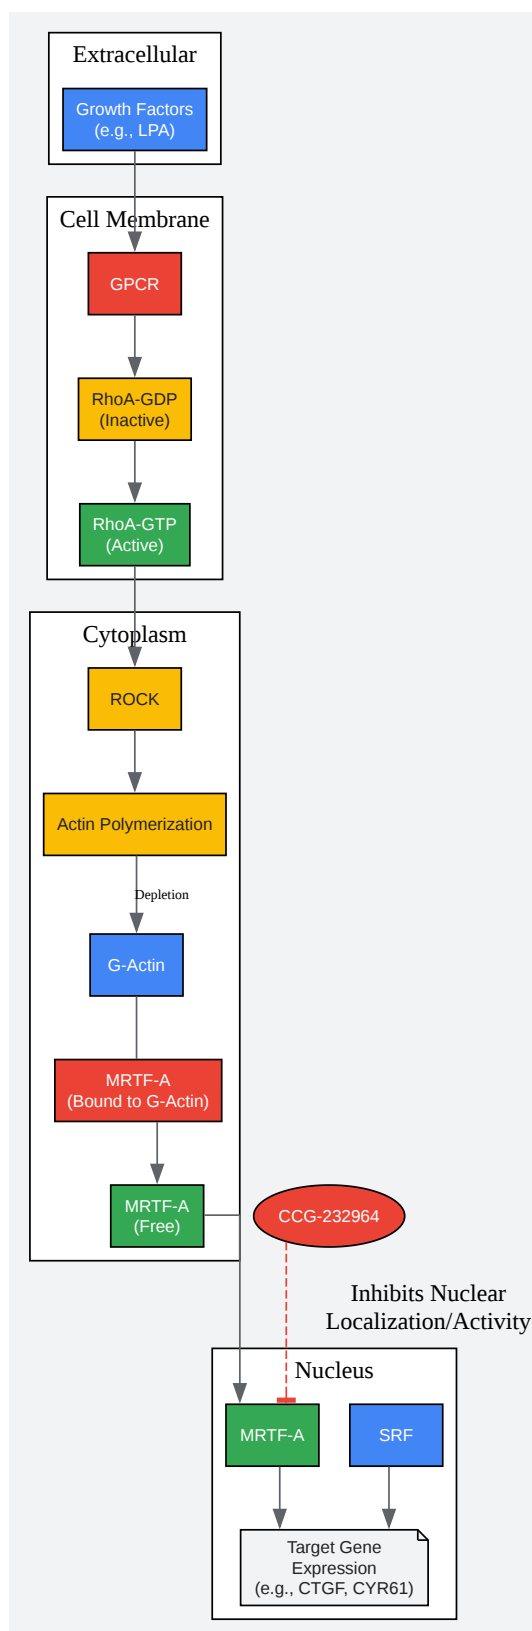 Extracellular
Growth Factors
(e.g., LPA)
Cell Membrane
GPCR
RhoA-GDP
(Inactive)
RhoA-GTP
(Active)
Cytoplasm
ROCK
Actin Polymerization
Depletion
G-Actin
MRTF-A
(Bound to G-Actin)
MRTF-A
(Free)
CCG-232964
Inhibits Nuclear
Localization/Activity
Nucleus
MRTF-A
SRF
Target Gene
Expression
(e.g., CTGF, CYR61)